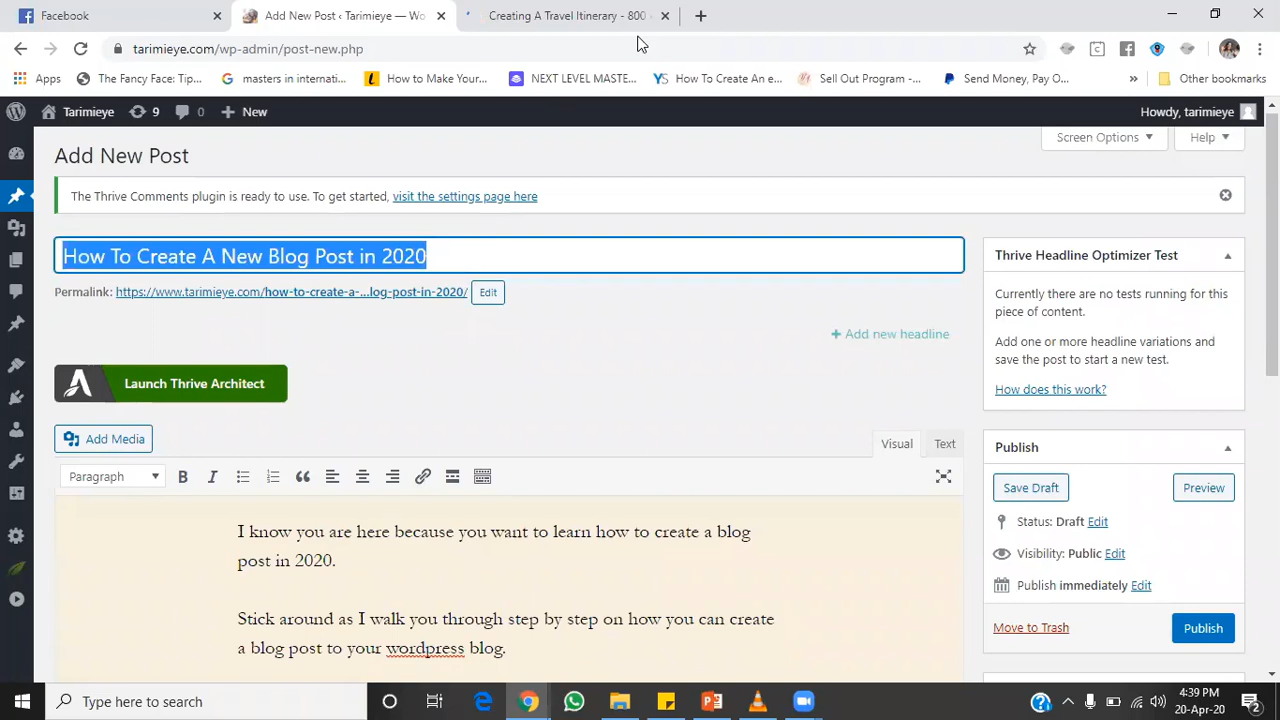 Facebook
Add New Post ‹ Tarimieye — Wo
Creating A Travel Itinerary - 800
tarimieye.com/wp-admin/post-new.php
Apps
The Fancy Face: Tip...
masters in internati...
How to Make Your...
NEXT LEVEL MASTE...
YS
How To Create An e...
Sell Out Program -...
Send Money, Pay O...
»
Other bookmarks
Tarimieye
9
0
+ New
Howdy, tarimieye
Add New Post
Screen Options
Help
The Thrive Comments plugin is ready to use. To get started, visit the settings page here
How To Create A New Blog Post in 2020
Permalink: https://www.tarimieye.com/how-to-create-a-...log-post-in-2020/ Edit
+ Add new headline
Launch Thrive Architect
Add Media
Visual
Text
Paragraph
B
I
I know you are here because you want to learn how to create a blog
post in 2020.
Stick around as I walk you through step by step on how you can create
a blog post to your wordpress blog.
Thrive Headline Optimizer Test
Currently there are no tests running for this
piece of content.
Add one or more headline variations and
save the post to start a new test.
How does this work?
Publish
Save Draft
Preview
Status: Draft Edit
Visibility: Public Edit
Publish immediately Edit
Move to Trash
Publish
Type here to search
4:39 PM
20-Apr-20
2